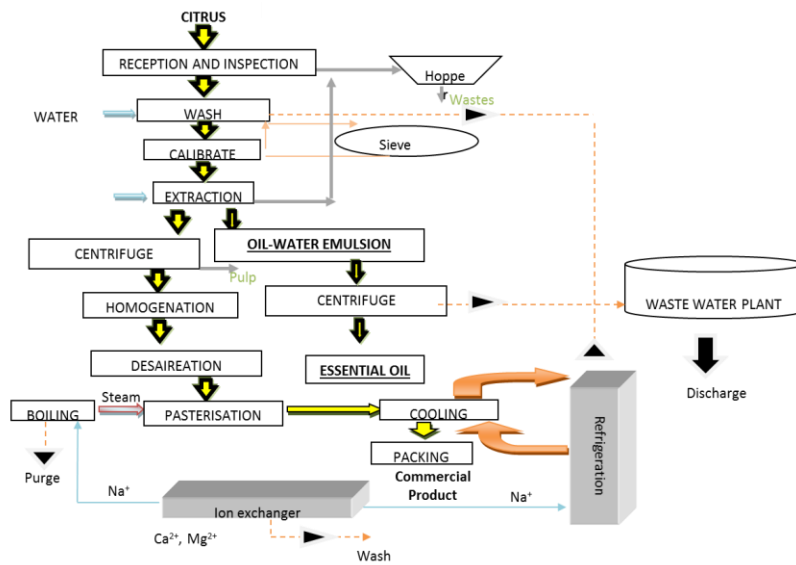 CITRUS
RECEPTION AND INSPECTION
Hoppe
r
Wastes
WATER
WASH
Sieve
CALIBRATE
EXTRACTION
OIL-WATER EMULSION
CENTRIFUGE
Pulp
CENTRIFUGE
HOMOGENATION
WASTE WATER PLANT
DESAIREATION
ESSENTIAL OIL
Discharge
Steam
BOILING
PASTERISATION
COOLING
Refrigeration
PACKING
Commercial
Product
Purge
Na⁺
Na⁺
Ion exchanger
Ca²⁺, Mg²⁺
Wash